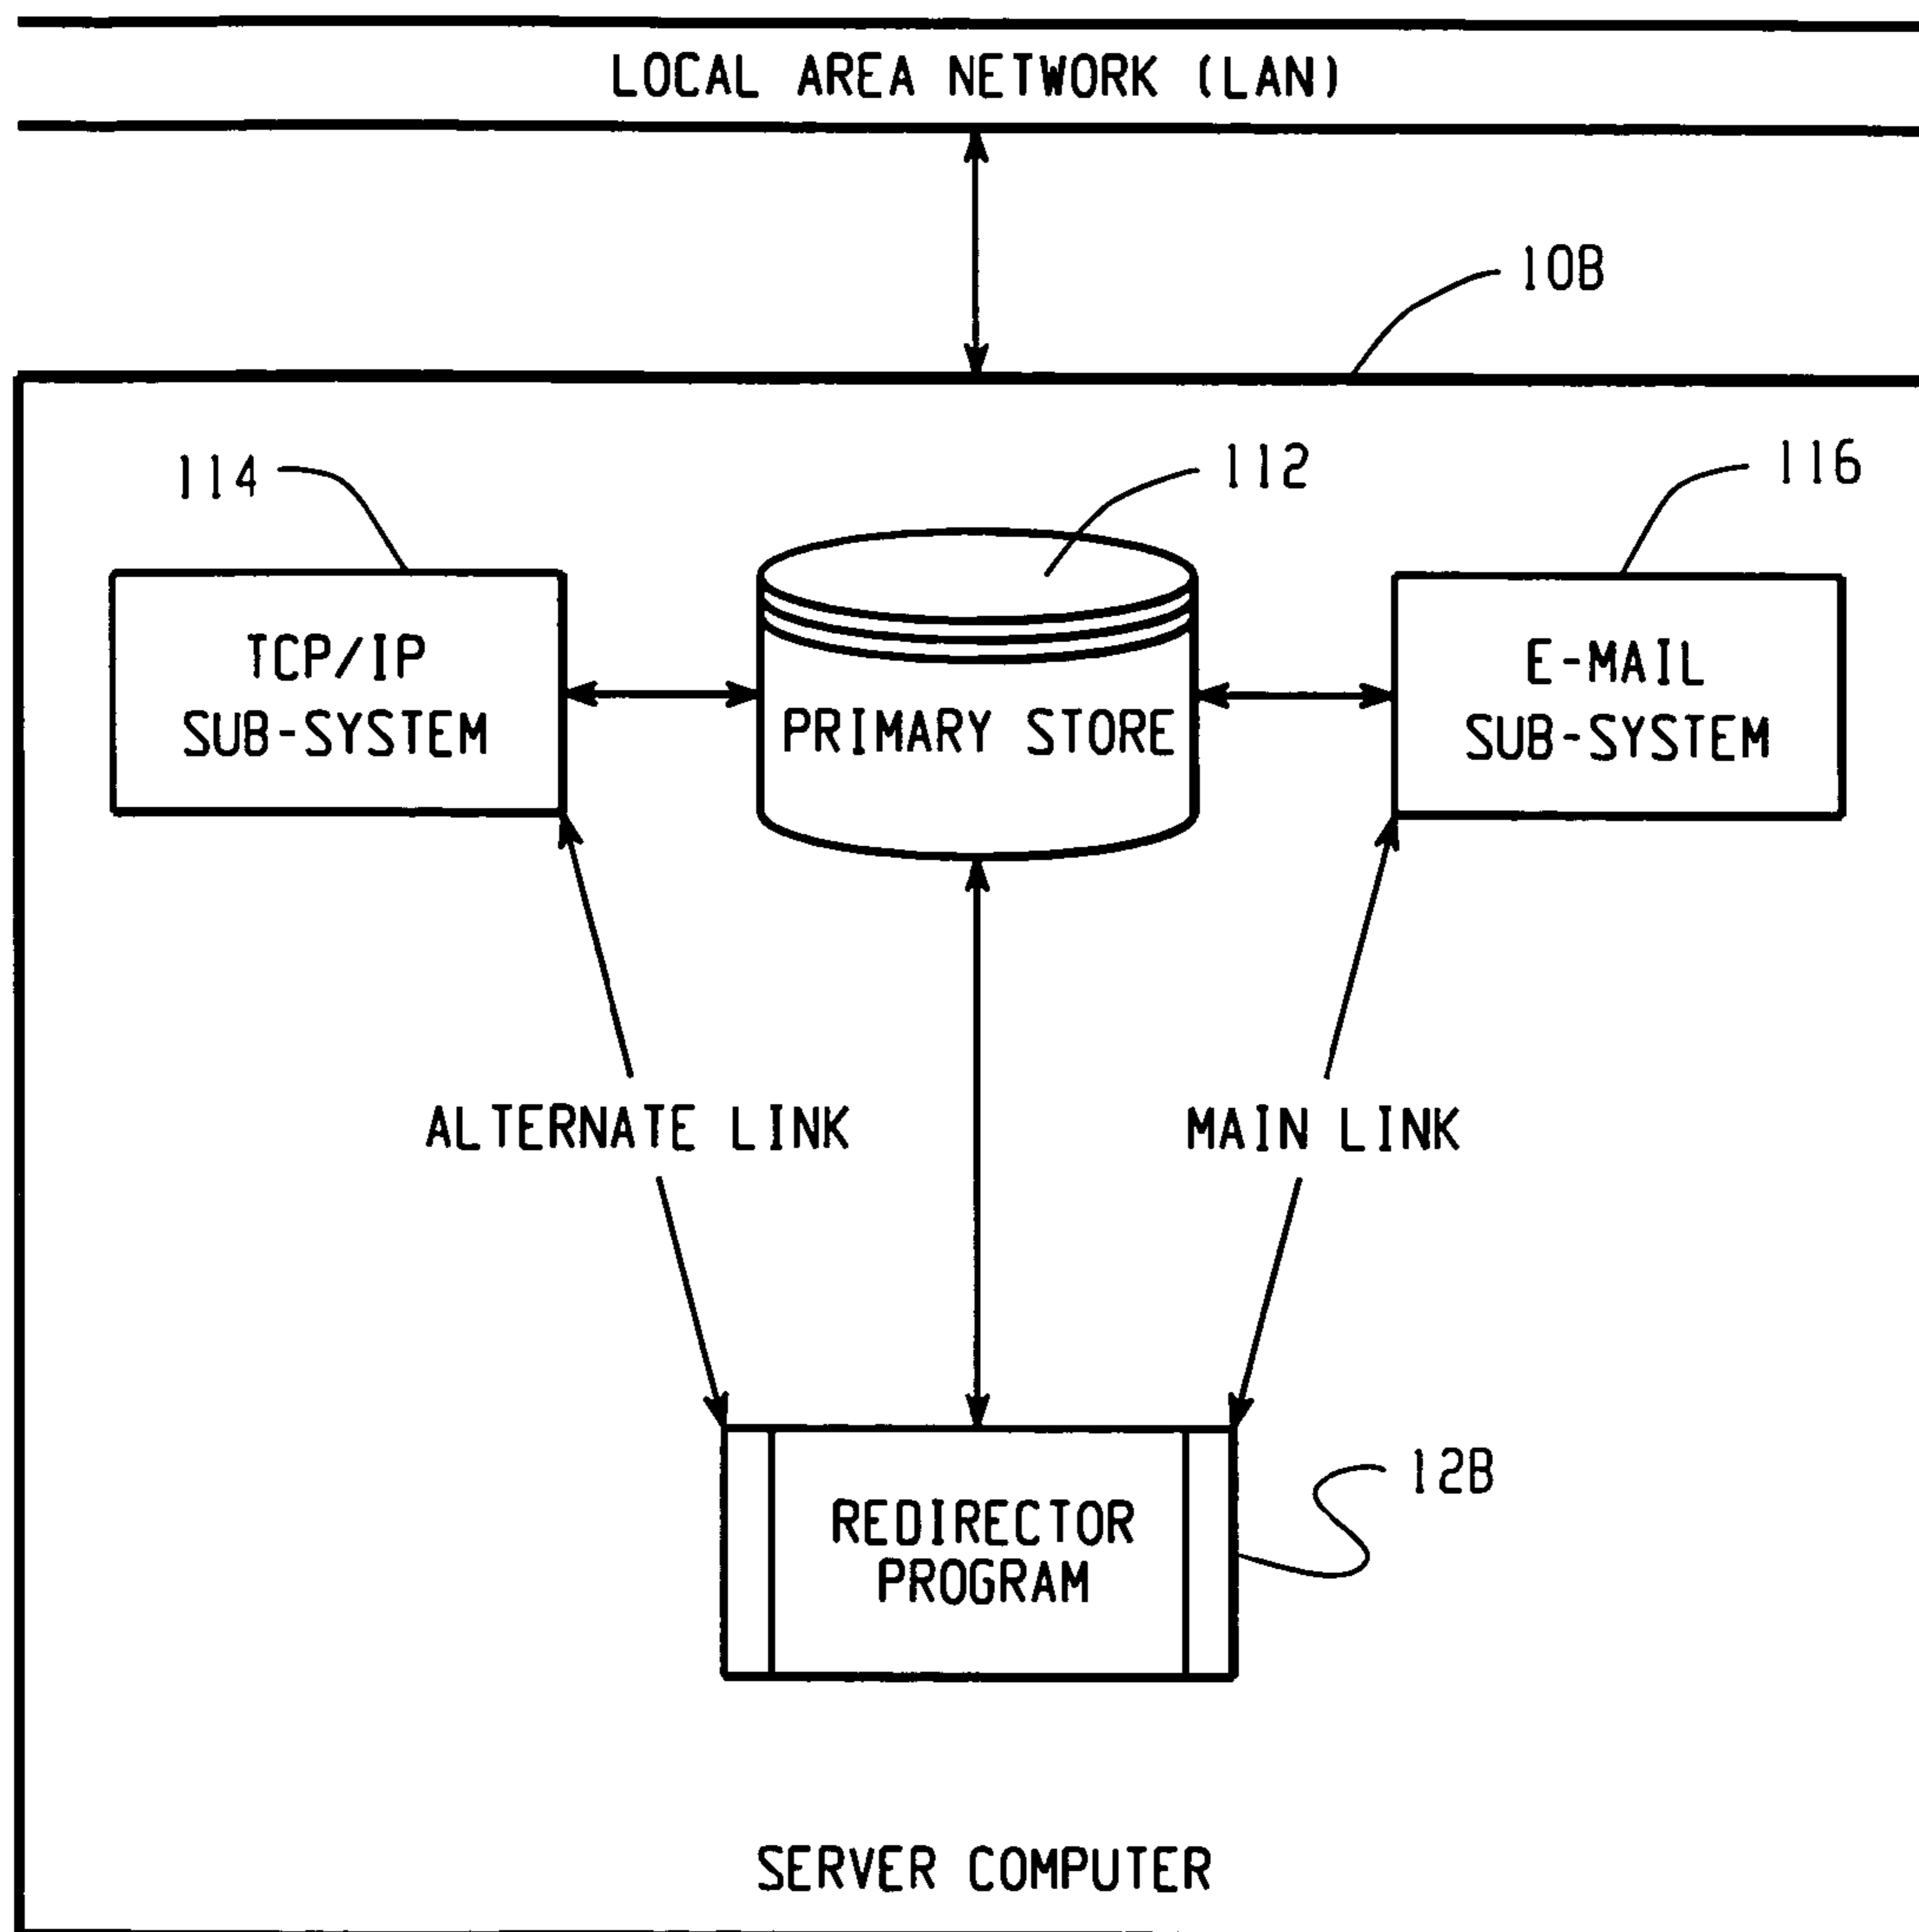 LOCAL AREA NETWORK (LAN)
10B
114
112
116
TCP/IP
SUB-SYSTEM
PRIMARY STORE
E-MAIL
SUB-SYSTEM
ALTERNATE LINK
MAIN LINK
12B
REDIRECTOR
PROGRAM
SERVER COMPUTER